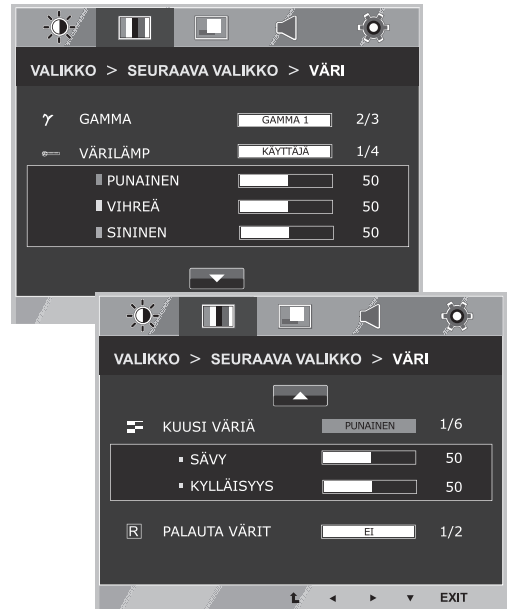 VALIKKO > SEURAAVA VALIKKO > VÄRI
γ GAMMA GAMMA 1 2/3
VÄRILÄMP KÄYTTÄJÄ 1/4
PUNAINEN 50
VIHREÄ 50
SININEN 50
VALIKKO > SEURAAVA VALIKKO > VÄRI
KUUSI VÄRIÄ PUNAINEN 1/6
SÄVY 50
KYLLÄISYYS 50
R PALAUTA VÄRIT EI 1/2
EXIT